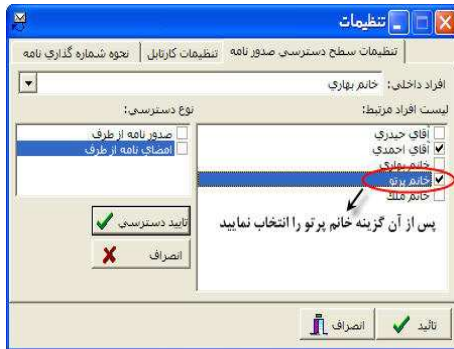 تنظیمات
تنظیمات سطح دسترسی صدور نامه
تنظیمات کارتابل
نحوه شماره گذاری نامه
افراد داخلی: خانم بهاری
لیست افراد مرتبط:
نوع دسترسی:
آقای حیدری
آقای احمدی
خانم بهاری
خانم پرتو
خانم ملک
صدور نامه از طرف
امضای نامه از طرف
پس از آن گزینه خانم پرتو را انتخاب نمایید
تایید دسترسی
انصراف
تائید
انصراف